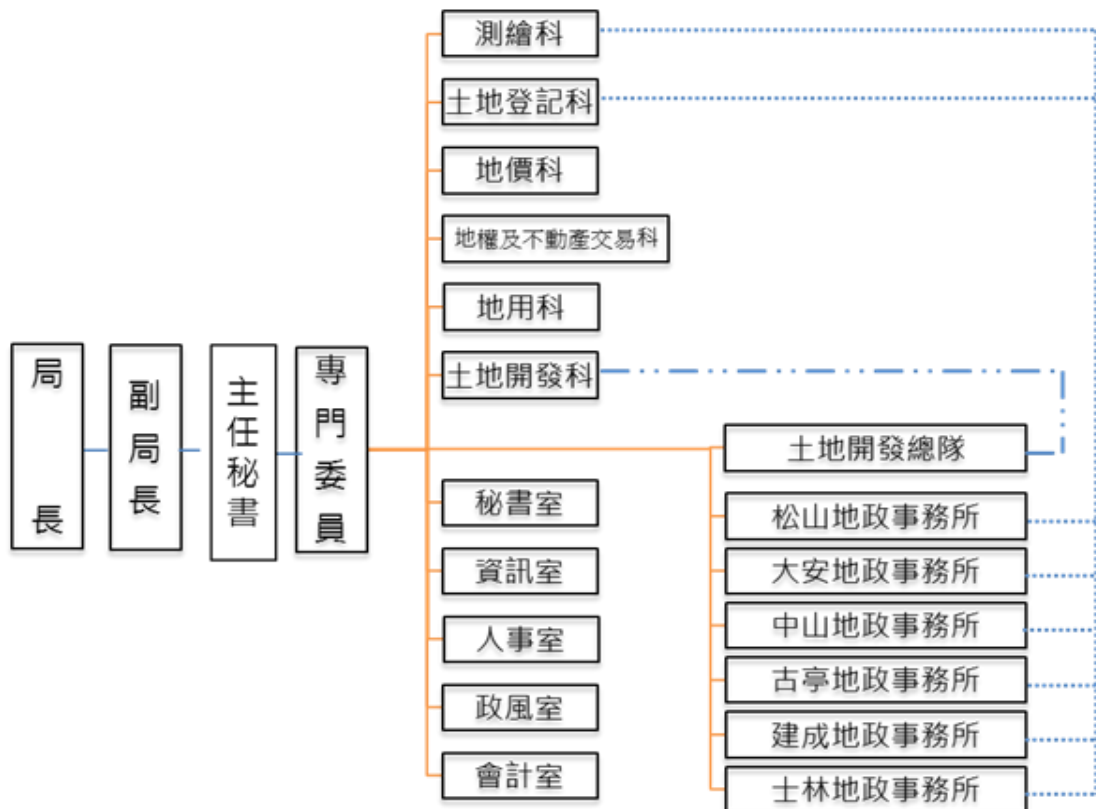 局長
副局長
主任秘書
專門委員
測繪科
土地登記科
地價科
地權及不動產交易科
地用科
土地開發科
秘書室
資訊室
人事室
政風室
會計室
土地開發總隊
松山地政事務所
大安地政事務所
中山地政事務所
古亭地政事務所
建成地政事務所
士林地政事務所